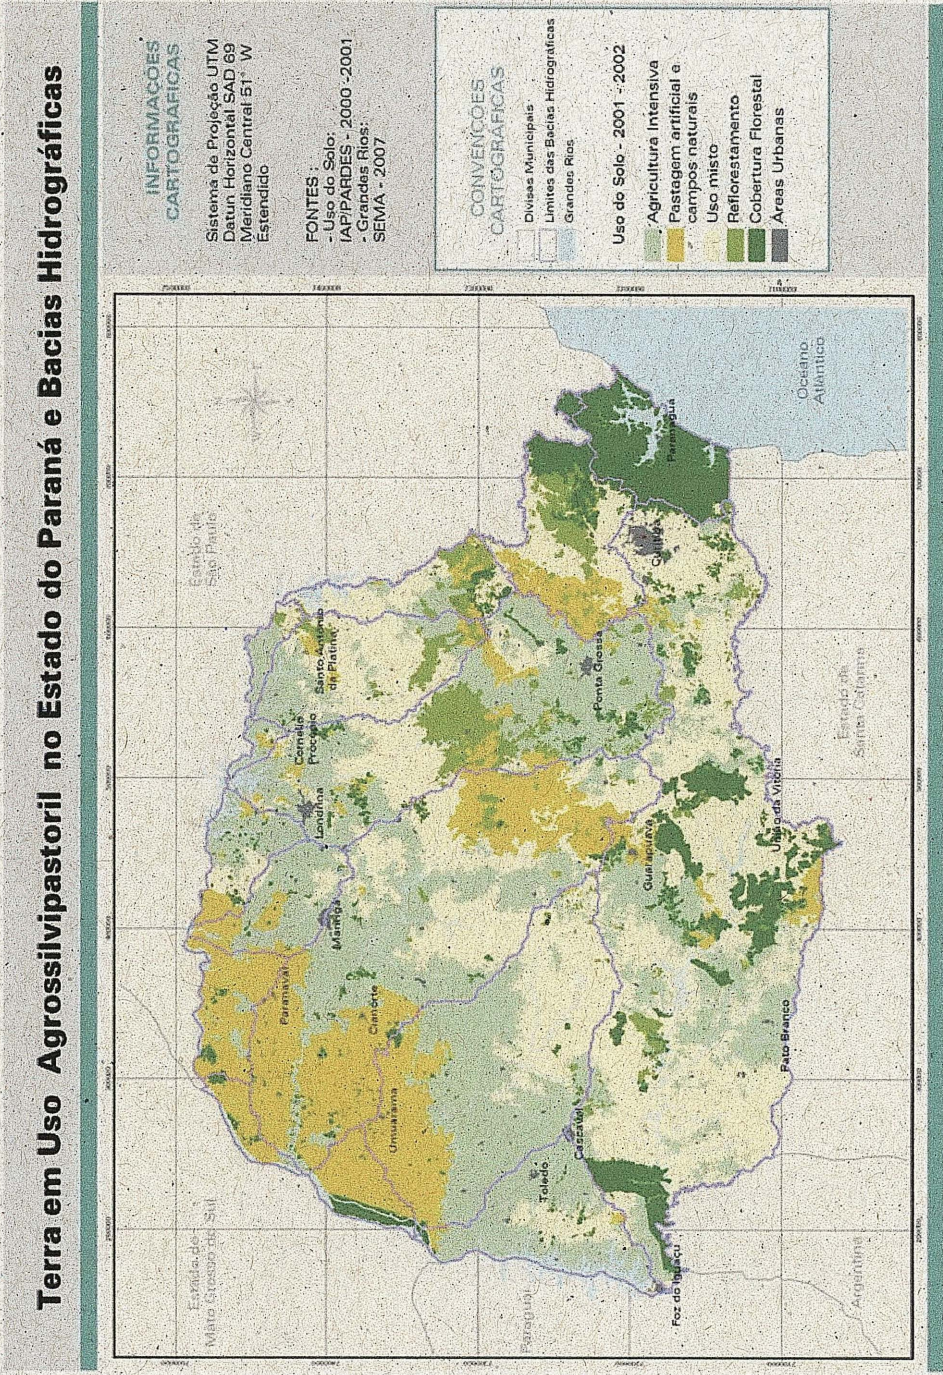 Terra em Uso Agrossilvipastoril no Estado do Paraná e Bacias Hidrográficas
INFORMAÇÕES
CARTOGRÁFICAS
Sistema de Projeção UTM
Datun Horizontal SAD 69
Meridiano Central 51° W
Estendido
FONTES :
- Uso do Solo:
IAP/PARDES - 2000 -2001
- Grandes Rios:
SEMA - 2007
CONVENÇÕES
CARTOGRÁFICAS
Divisas Municipais
Limites das Bacias Hidrográficas
Grandes Rios
Uso do Solo - 2001 - 2002
Agricultura Intensiva
Pastagem artificial e
campos naturais
Uso misto
Reflorestamento
Cobertura Florestal
Áreas Urbanas
Estado do
Mato Grosso do Sul
Estado de
São Paulo
Paranavaí
Maringá
Londrina
Cornélio
Procópio
Santo Antônio
da Platina
Cianorte
Umuarama
Toledo
Cascavel
Ponta Grossa
Guarapuava
Curitiba
Paranaguá
Foz do Iguaçu
Pato Branco
União da Vitória
Paraguai
Argentina
Estado de
Santa Catarina
Oceano
Atlântico